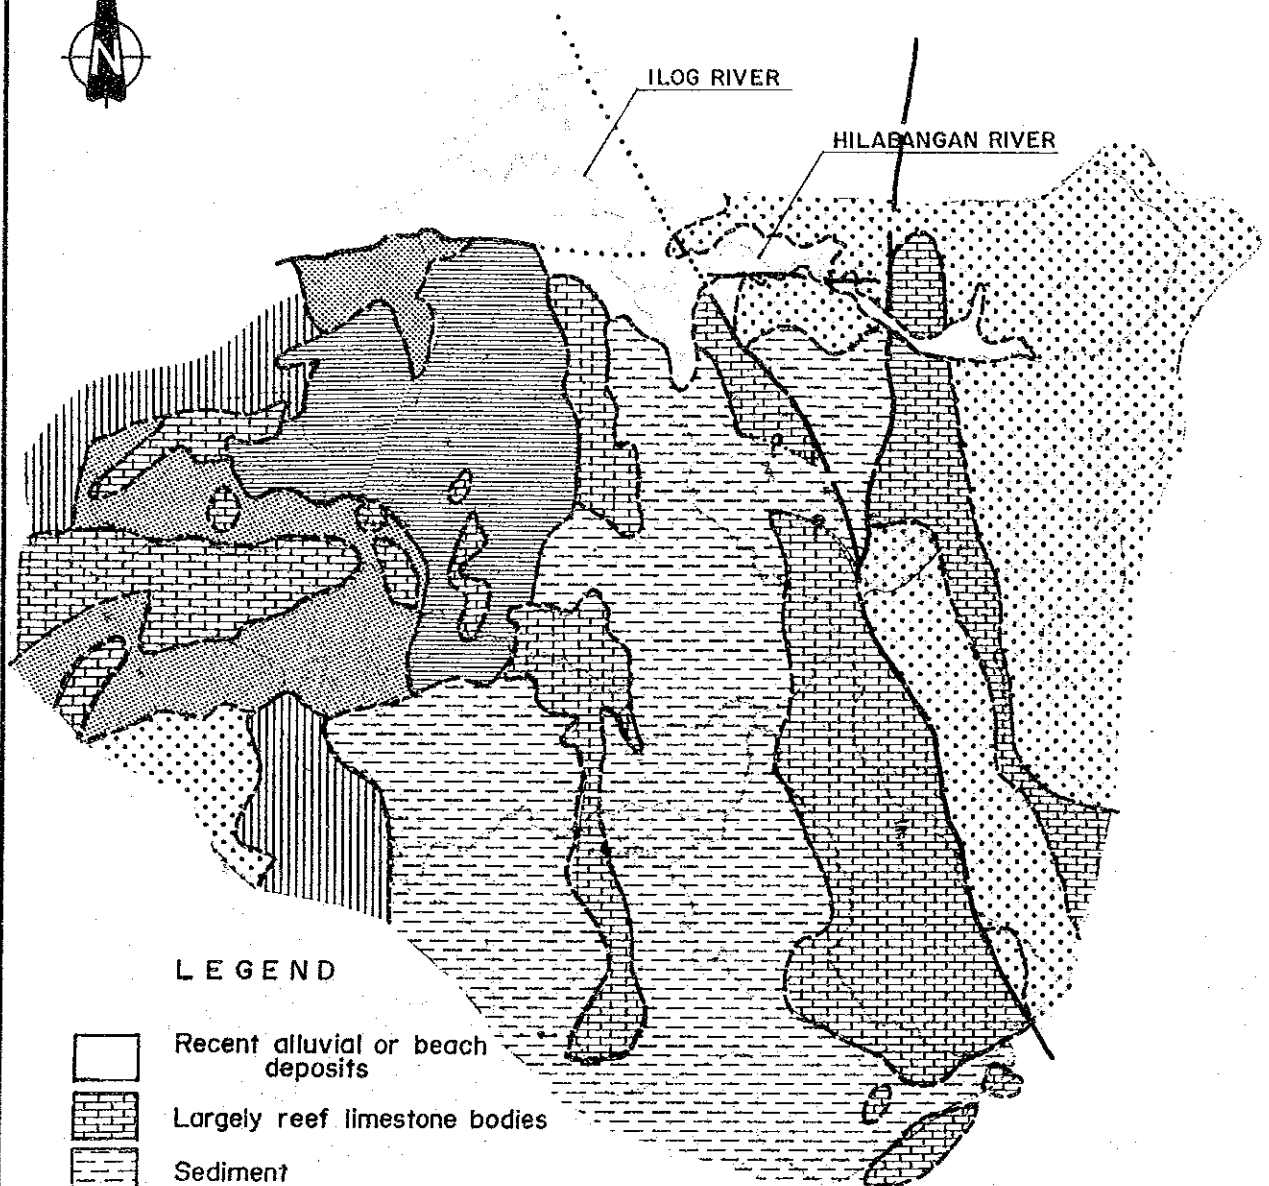 N
ILOG RIVER
HILABANGAN RIVER
LEGEND
Recent alluvial or beach
deposits
Largely reef limestone bodies
Sediment